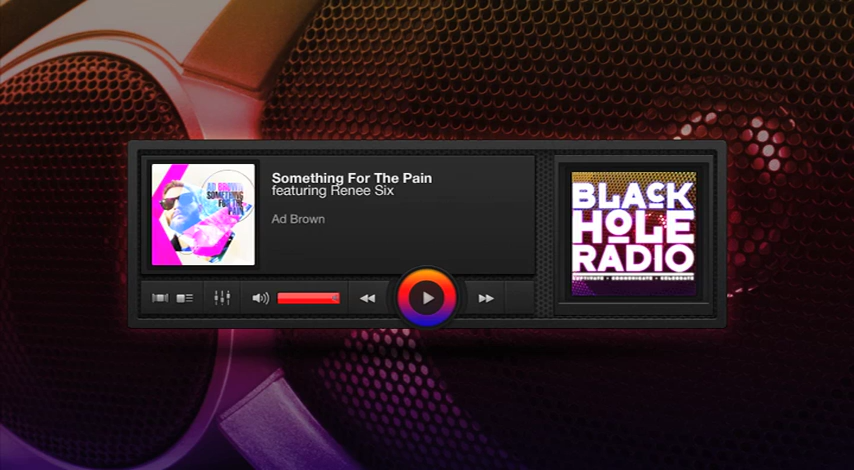 Something For The Pain
featuring Renee Six
Ad Brown
AD BROWN
SOMETHING
FOR THE
PAIN
BLACK
HOLE
RADIO